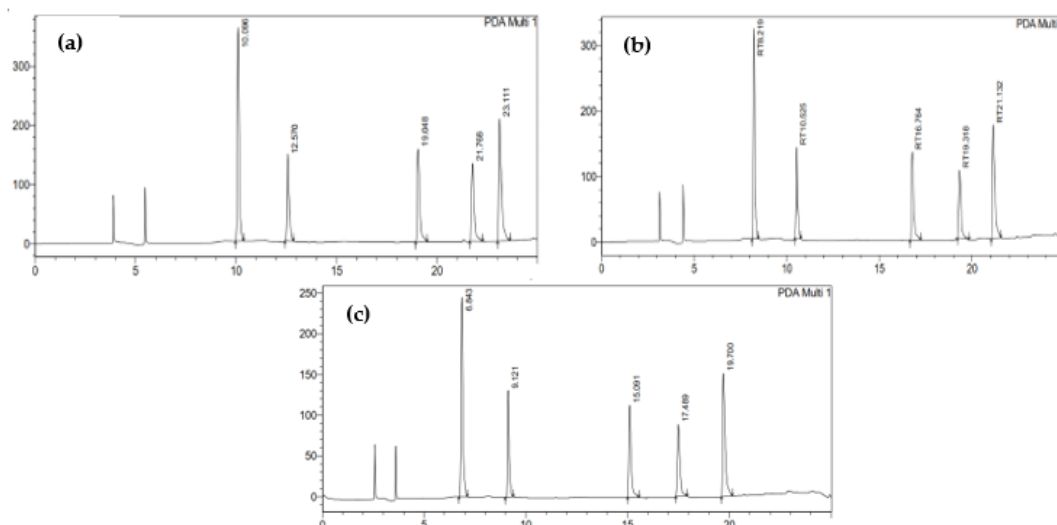 (a)
PDA Multi 1
300
200
100
0
10.096
12.570
19.048
21.768
23.111
0 5 10 15 20
(b)
PDA Multi
300
200
100
0
RT8.219
RT10.525
RT16.764
RT19.318
RT21.132
0 5 10 15 20
(c)
PDA Multi 1
250
200
150
100
50
0
6.843
9.121
15.091
17.489
19.700
0 5 10 15 20